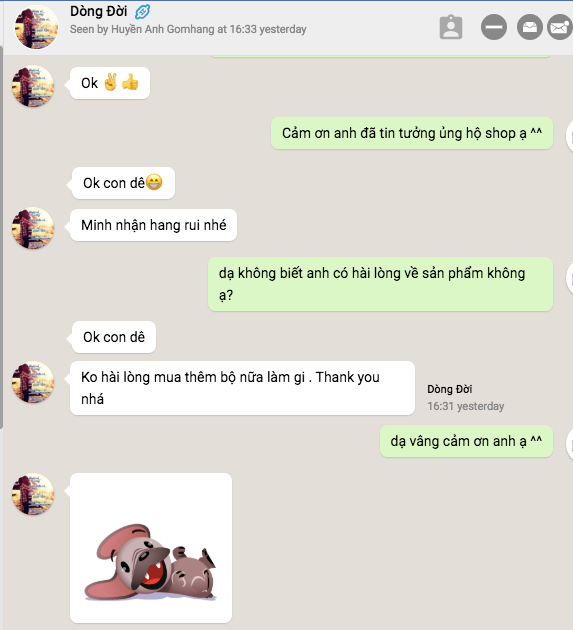 Dòng Đời
Seen by Huyền Anh Gomhang at 16:33 yesterday
Ok ✌️👍
Cảm ơn anh đã tin tưởng ủng hộ shop ạ ^^
Ok con dê😁
Minh nhận hang rui nhé
dạ không biết anh có hài lòng về sản phẩm không
ạ?
Ok con dê
Ko hài lòng mua thêm bộ nữa làm gi . Thank you
nhá
Dòng Đời
16:31 yesterday
dạ vâng cảm ơn anh ạ ^^